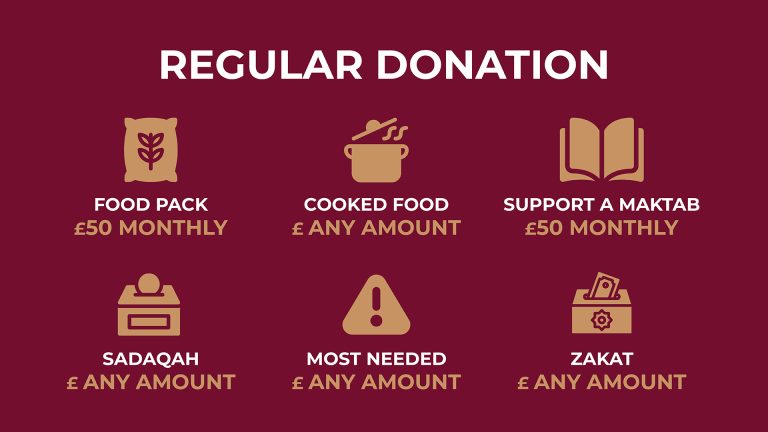 REGULAR DONATION
FOOD PACK
£50 MONTHLY
COOKED FOOD
£ ANY AMOUNT
SUPPORT A MAKTAB
£50 MONTHLY
SADAQAH
£ ANY AMOUNT
MOST NEEDED
£ ANY AMOUNT
ZAKAT
£ ANY AMOUNT